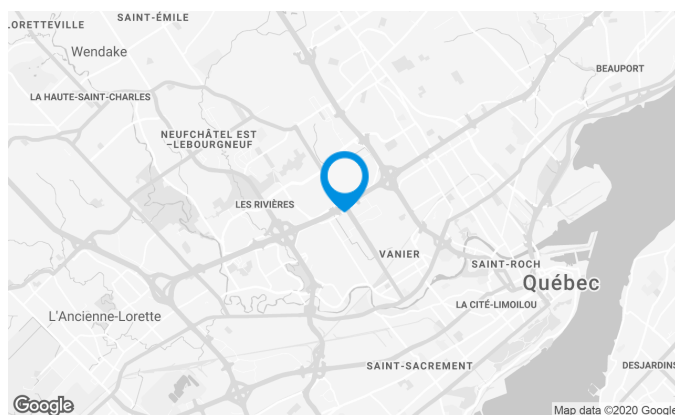 SAINT-ÉMILE
LORETTEVILLE
Wendake
BEAUPORT
LA HAUTE-SAINT-CHARLES
NEUFCHÂTEL EST
–LEBOURGNEUF
LES RIVIÈRES
VANIER
SAINT-ROCH
Québec
LA CITÉ-LIMOILOU
L'Ancienne-Lorette
SAINT-SACREMENT
DESJARDINS
Google
Map data ©2020 Google